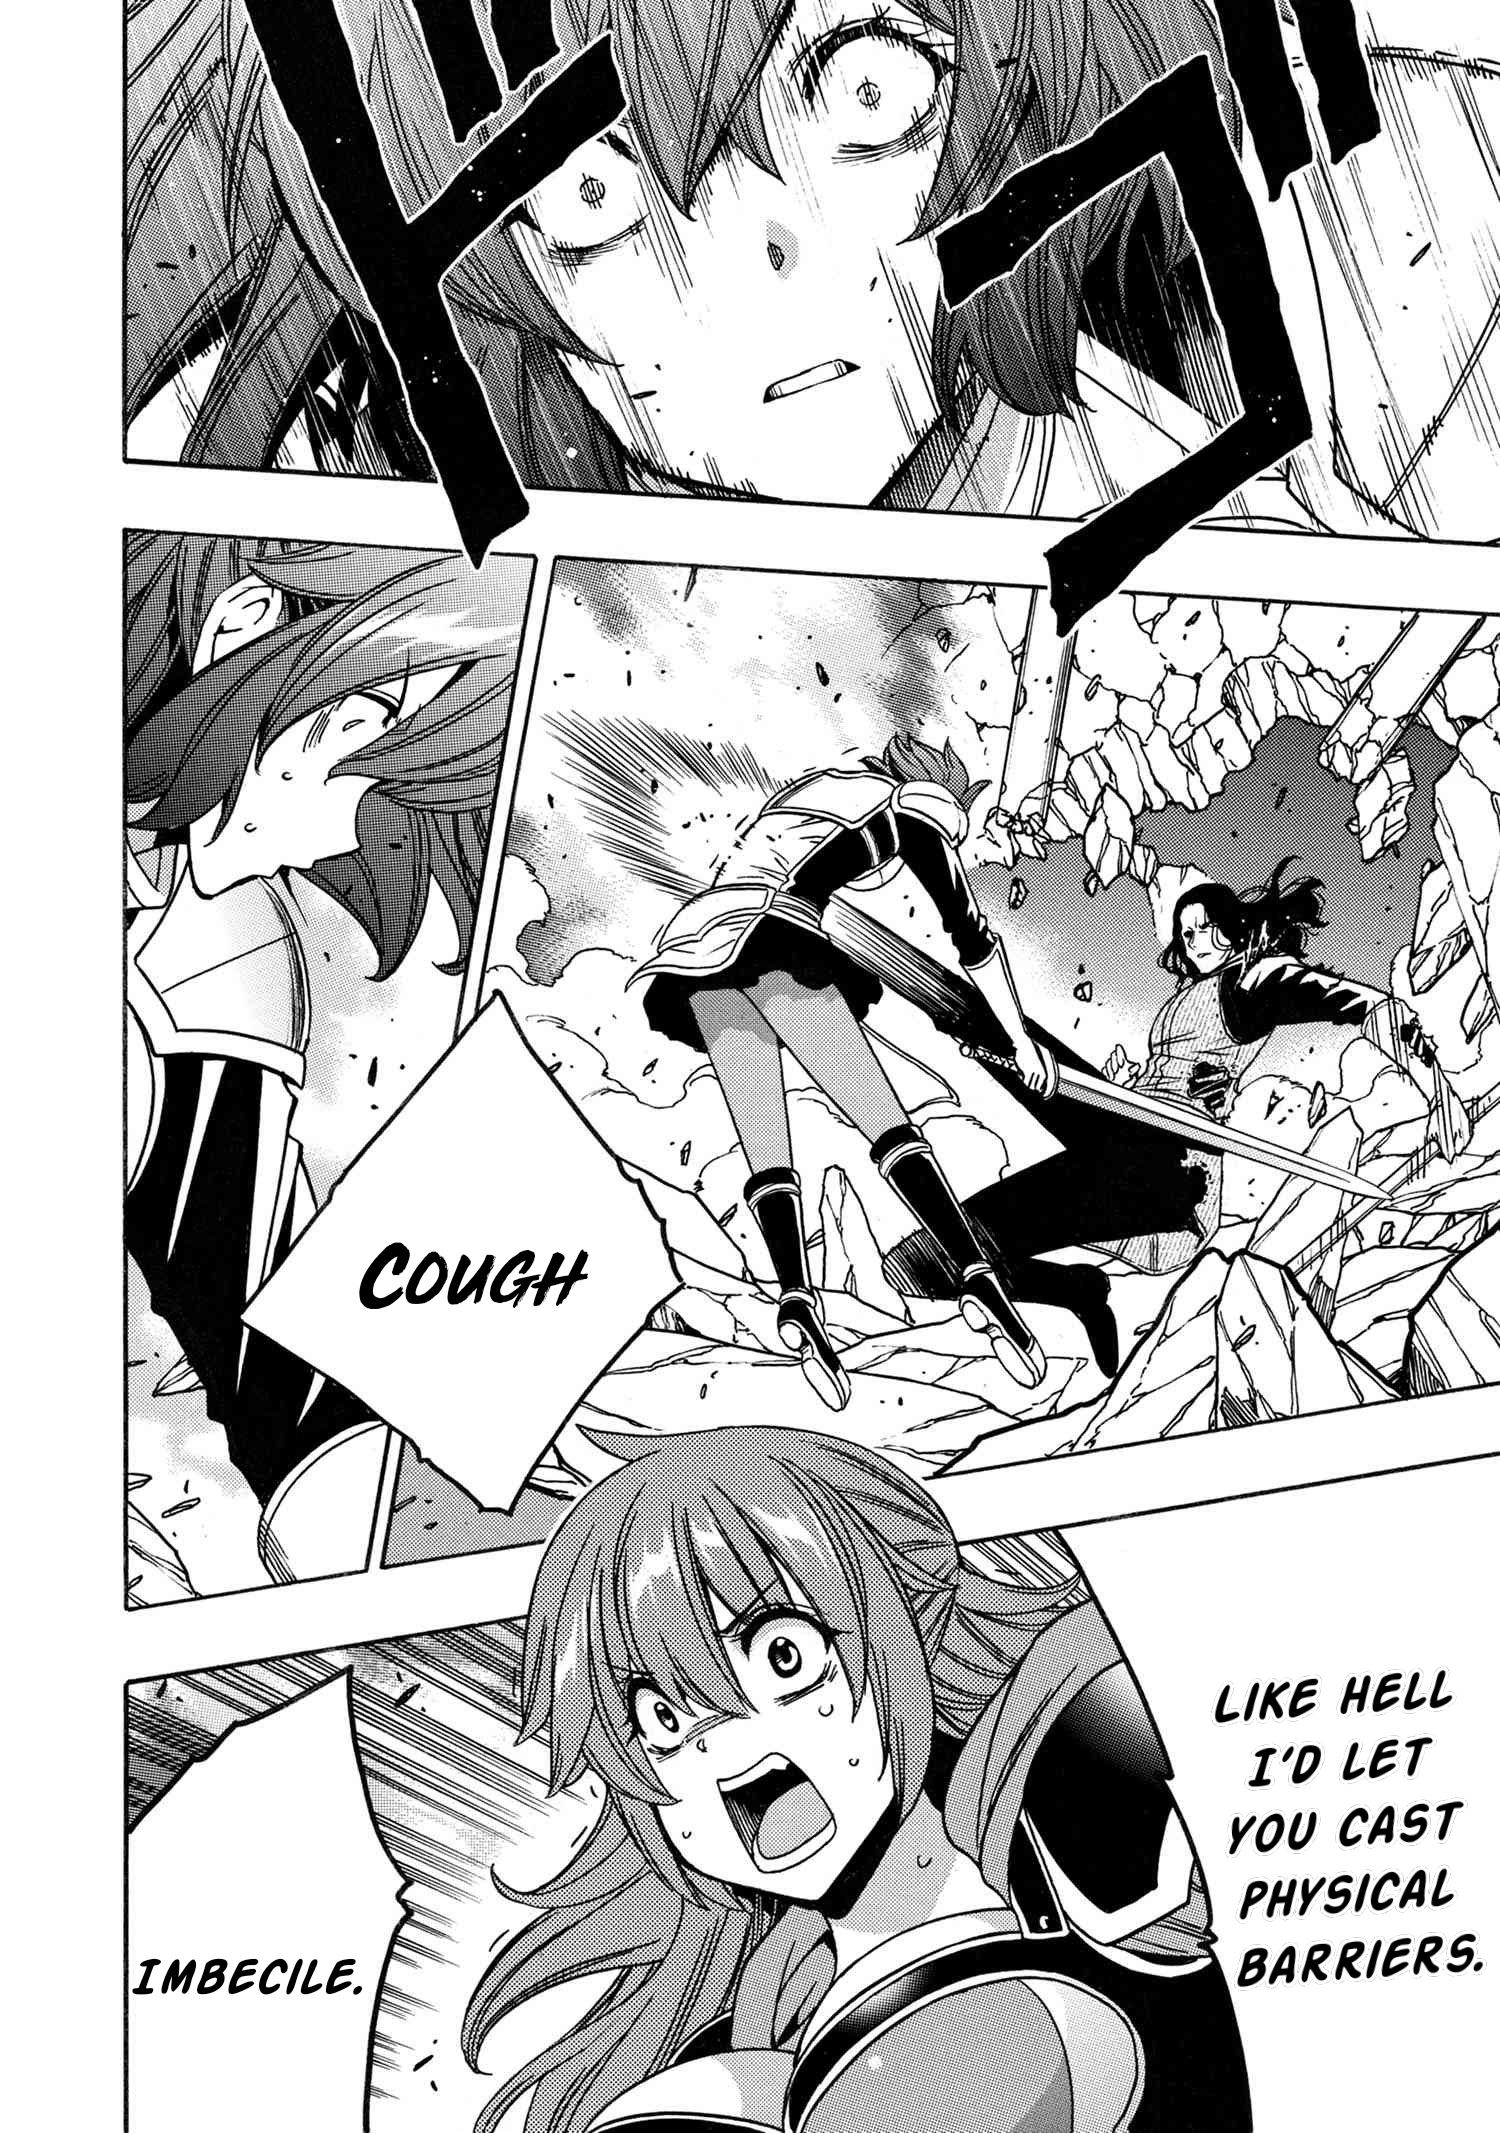 COUGH
LIKE HELL
I'D LET
YOU CAST
PHYSICAL
BARRIERS.
IMBECILE.